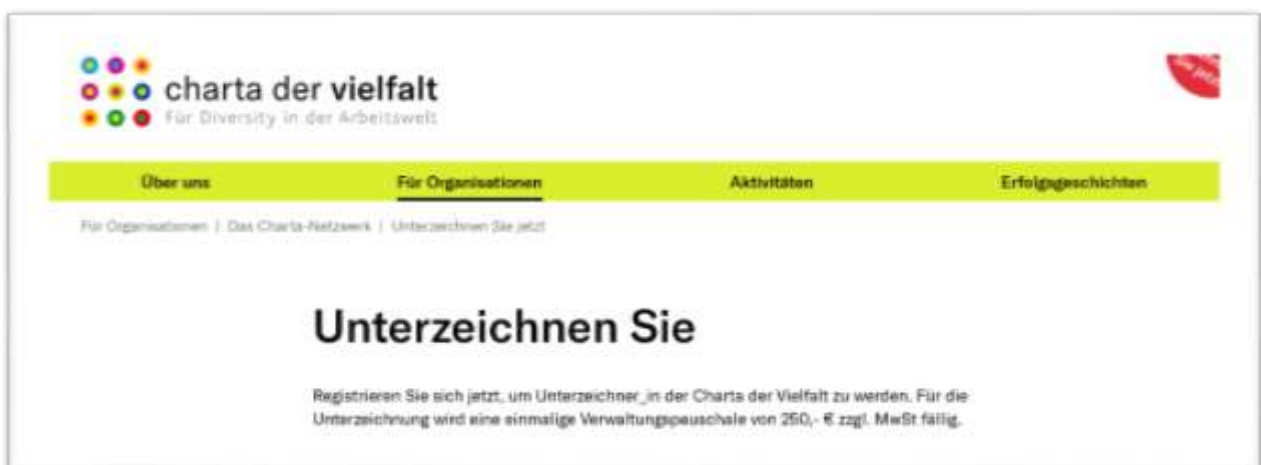 charta der vielfalt
Für Diversity in der Arbeitswelt
Sie jetzt
Über uns
Für Organisationen
Aktivitäten
Erfolgsgeschichten
Für Organisationen | Das Charta-Netzwerk | Unterzeichnen Sie jetzt
Unterzeichnen Sie
Registrieren Sie sich jetzt, um Unterzeichner_in der Charta der Vielfalt zu werden. Für die
Unterzeichnung wird eine einmalige Verwaltungspauschale von 250,- € zzgl. MwSt fällig.